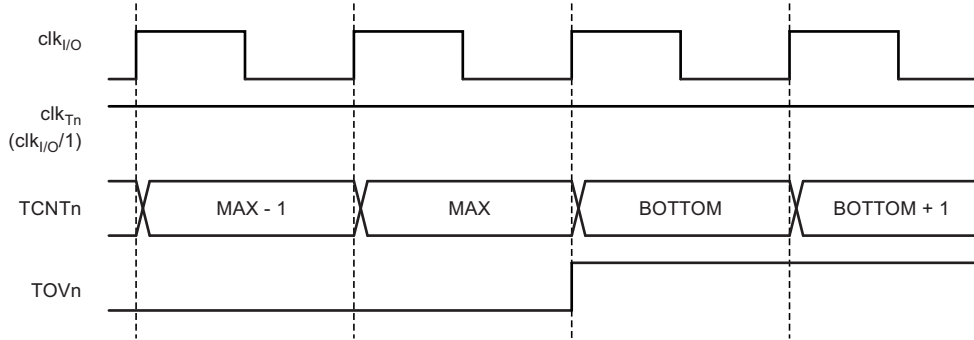 clkI/O
clkTn
(clkI/O/1)
TCNTn MAX - 1 MAX BOTTOM BOTTOM + 1
TOVn